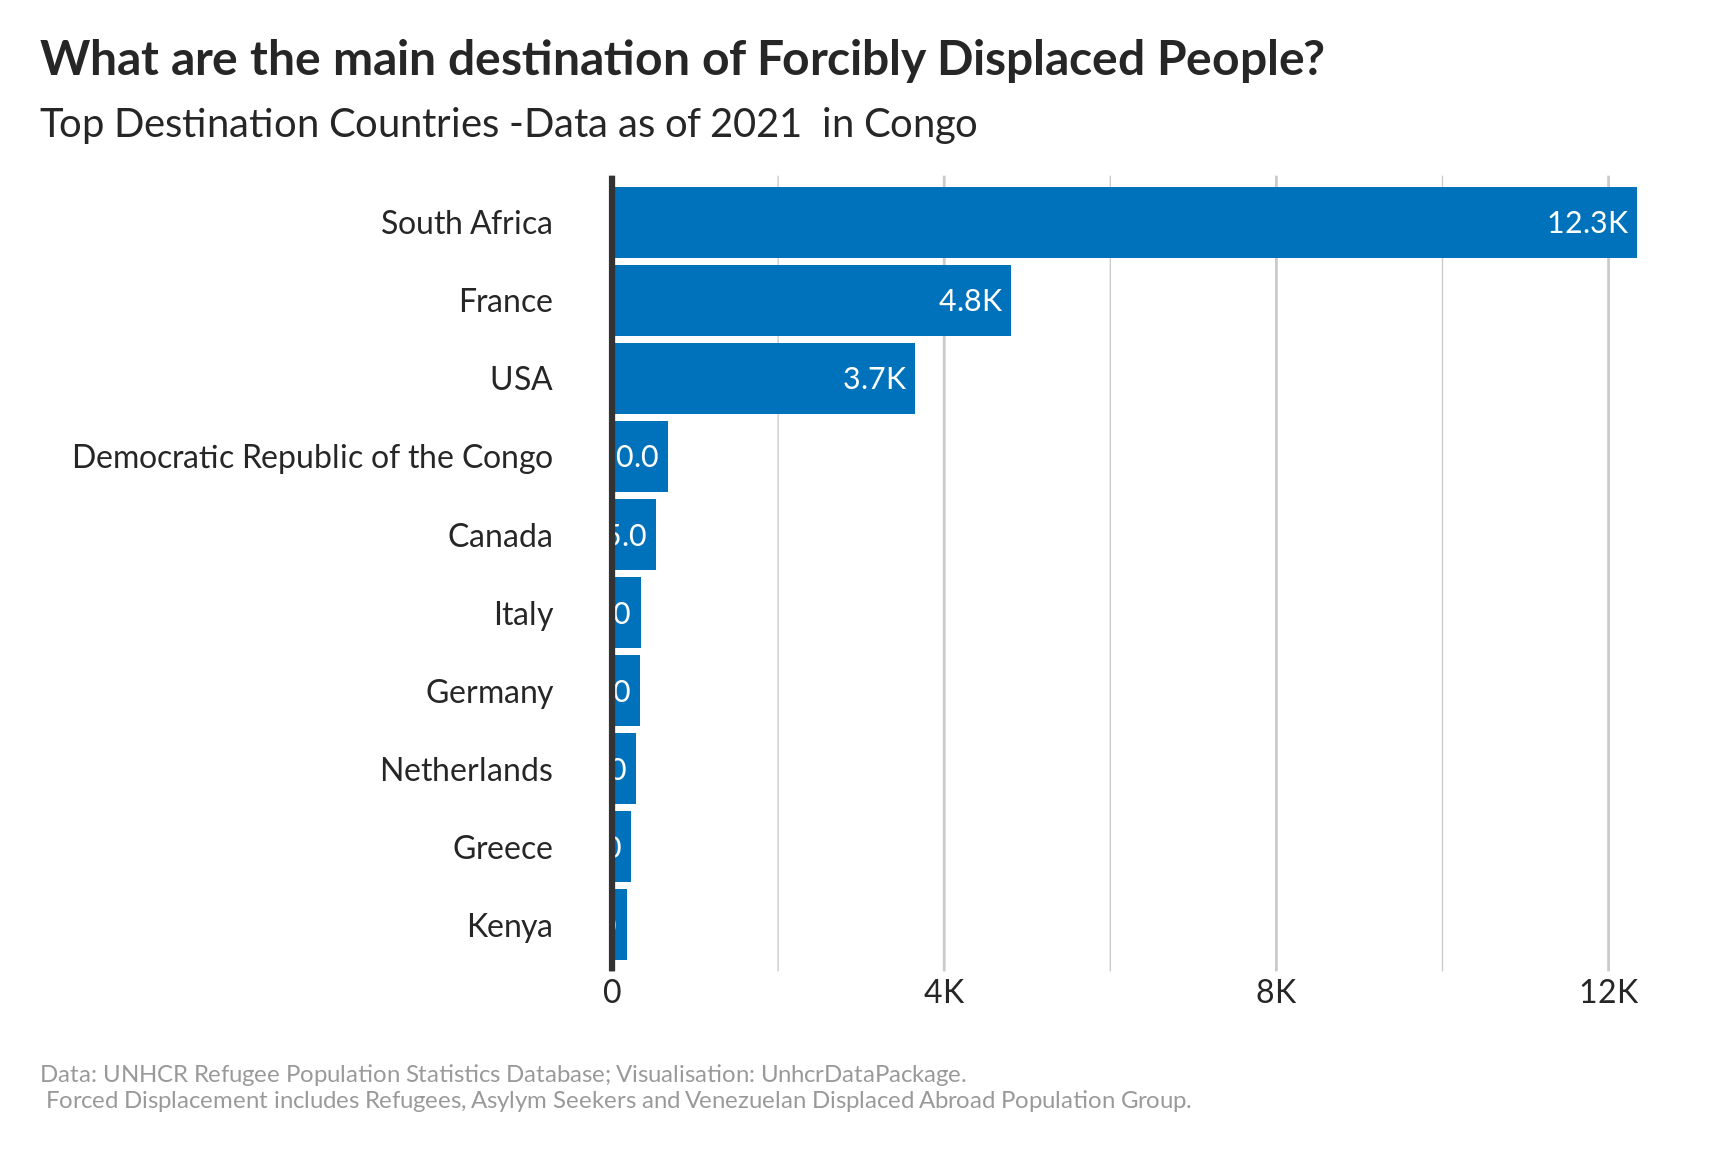 What are the main destination of Forcibly Displaced People?
Top Destination Countries -Data as of 2021  in Congo
South Africa 12.3K
France 4.8K
USA 3.7K
Democratic Republic of the Congo
Canada
Italy
Germany
Netherlands
Greece
Kenya
0 4K 8K 12K
Data: UNHCR Refugee Population Statistics Database; Visualisation: UnhcrDataPackage.
Forced Displacement includes Refugees, Asylym Seekers and Venezuelan Displaced Abroad Population Group.